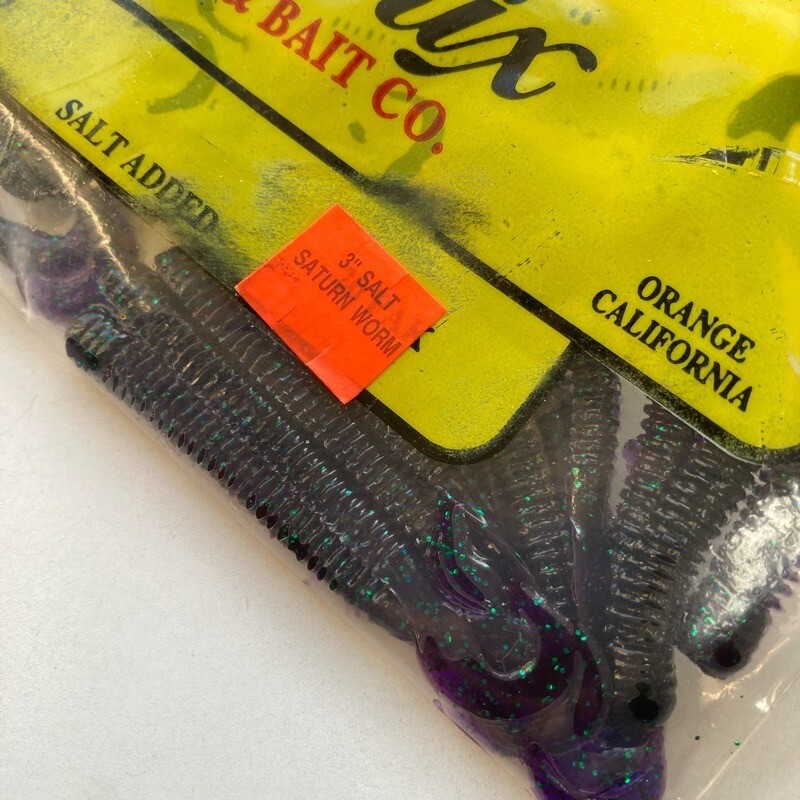 & BAIT CO.
SALT ADDED
3" SALT
SATURN WORM
ORANGE
CALIFORNIA